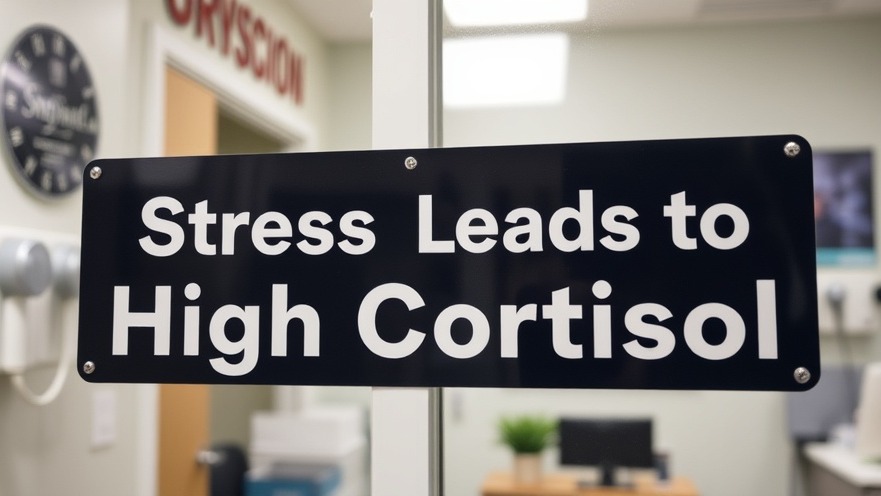 Stress Leads to
High Cortisol